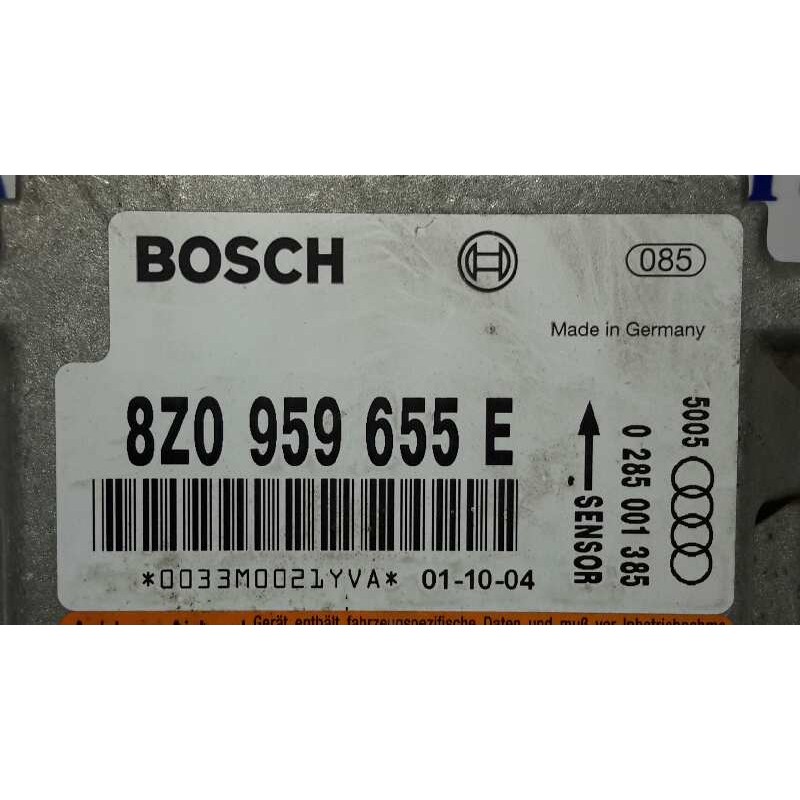 BOSCH
085
Made in Germany
8Z0 959 655 E
*0033M0021YVA* 01-10-04
SENSOR
0 285 001 385
5005
Gerät enthält fahrzeugspezifische Daten und muß vor Inbetriebnahme